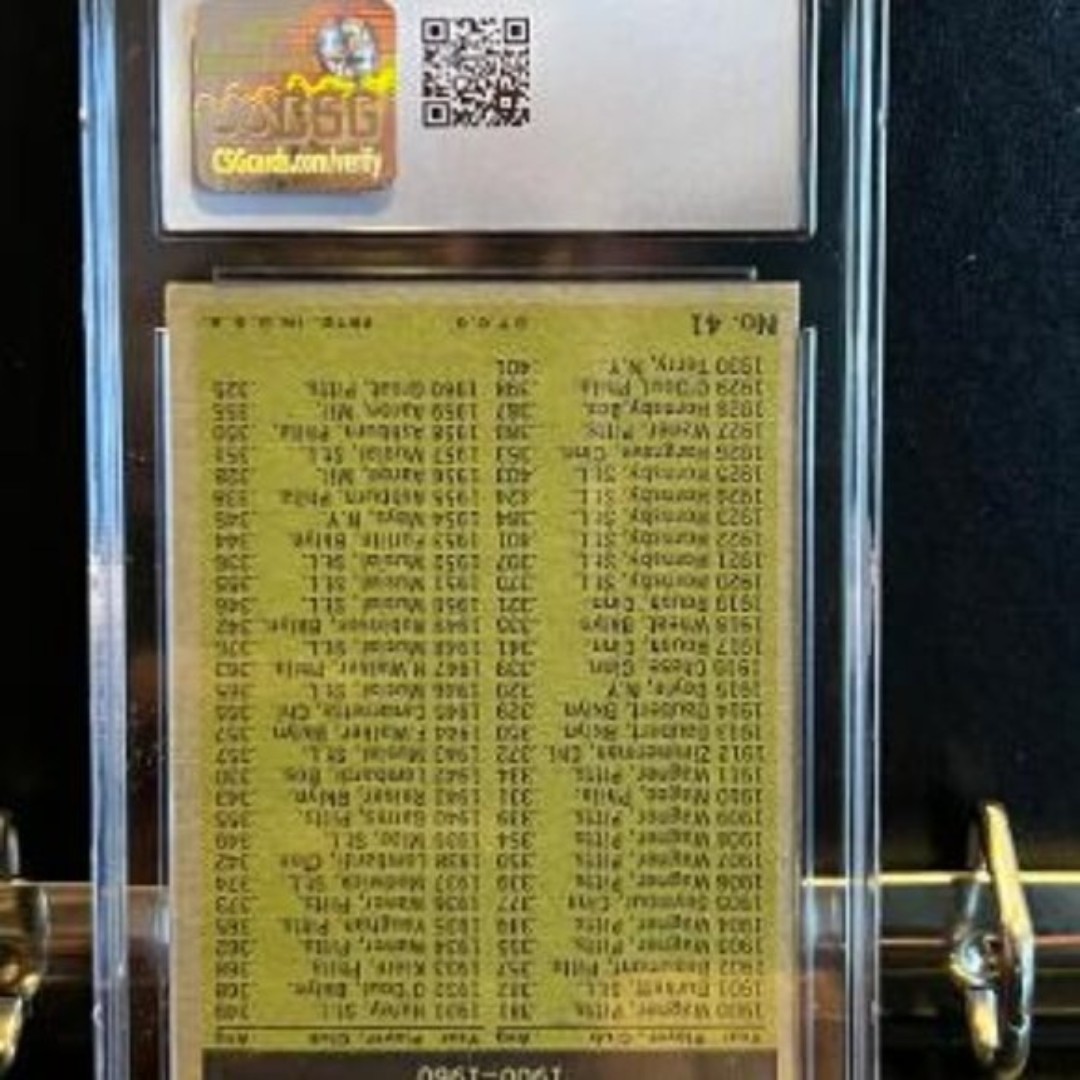 CSG
CSGcards.com/verify
1900-1960
Year Player, Club Avg. Year Player, Club Avg.
1900 Wagner, Pitts. .381 1931 Hafey, St.L. .349
1901 Burkett, St.L. .382 1932 O'Doul, Bklyn. .368
1902 Beaumont, Pitts. .357 1933 Klein, Phila. .368
1903 Wagner, Pitts. .355 1934 Waner, Pitts. .362
1904 Wagner, Pitts. .349 1935 Vaughan, Pitts. .385
1905 Seymour, Cinn. .377 1936 Waner, Pitts. .373
1906 Wagner, Pitts. .339 1937 Medwick, St.L. .374
1907 Wagner, Pitts. .350 1938 Lombardi, Cinn. .342
1908 Wagner, Pitts. .354 1939 Mize, St.L. .349
1909 Wagner, Pitts. .339 1940 Garms, Pitts. .355
1910 Magee, Phila. .331 1941 Reiser, Bklyn. .343
1911 Wagner, Pitts. .334 1942 Lombardi, Bos. .330
1912 Zimmerman, Chi. .372 1943 Musial, St.L. .357
1913 Daubert, Bklyn. .350 1944 F.Walker, Bklyn. .357
1914 Daubert, Bklyn. .329 1945 Cavarretta, Chi. .355
1915 Doyle, N.Y. .320 1946 Musial, St.L. .365
1916 Chase, Cinn. .339 1947 H.Walker, Phila. .363
1917 Roush, Cinn. .341 1948 Musial, St.L. .376
1918 Wheat, Bklyn. .335 1949 Robinson, Bklyn. .342
1919 Roush, Cinn. .321 1950 Musial, St.L. .346
1920 Hornsby, St.L. .370 1951 Musial, St.L. .355
1921 Hornsby, St.L. .397 1952 Musial, St.L. .336
1922 Hornsby, St.L. .401 1953 Furillo, Bklyn. .344
1923 Hornsby, St.L. .384 1954 Mays, N.Y. .345
1924 Hornsby, St.L. .424 1955 Ashburn, Phila. .338
1925 Hornsby, St.L. .403 1956 Aaron, Mil. .328
1926 Hargrave, Cinn. .353 1957 Musial, St.L. .351
1927 Waner, Pitts. .380 1958 Ashburn, Phila. .350
1928 Hornsby, Bos. .387 1959 Aaron, Mil. .355
1929 O'Doul, Phila. .398 1960 Groat, Pitts. .325
1930 Terry, N.Y. .401
No. 41 ©T.C.G. PRTD. IN U.S.A.